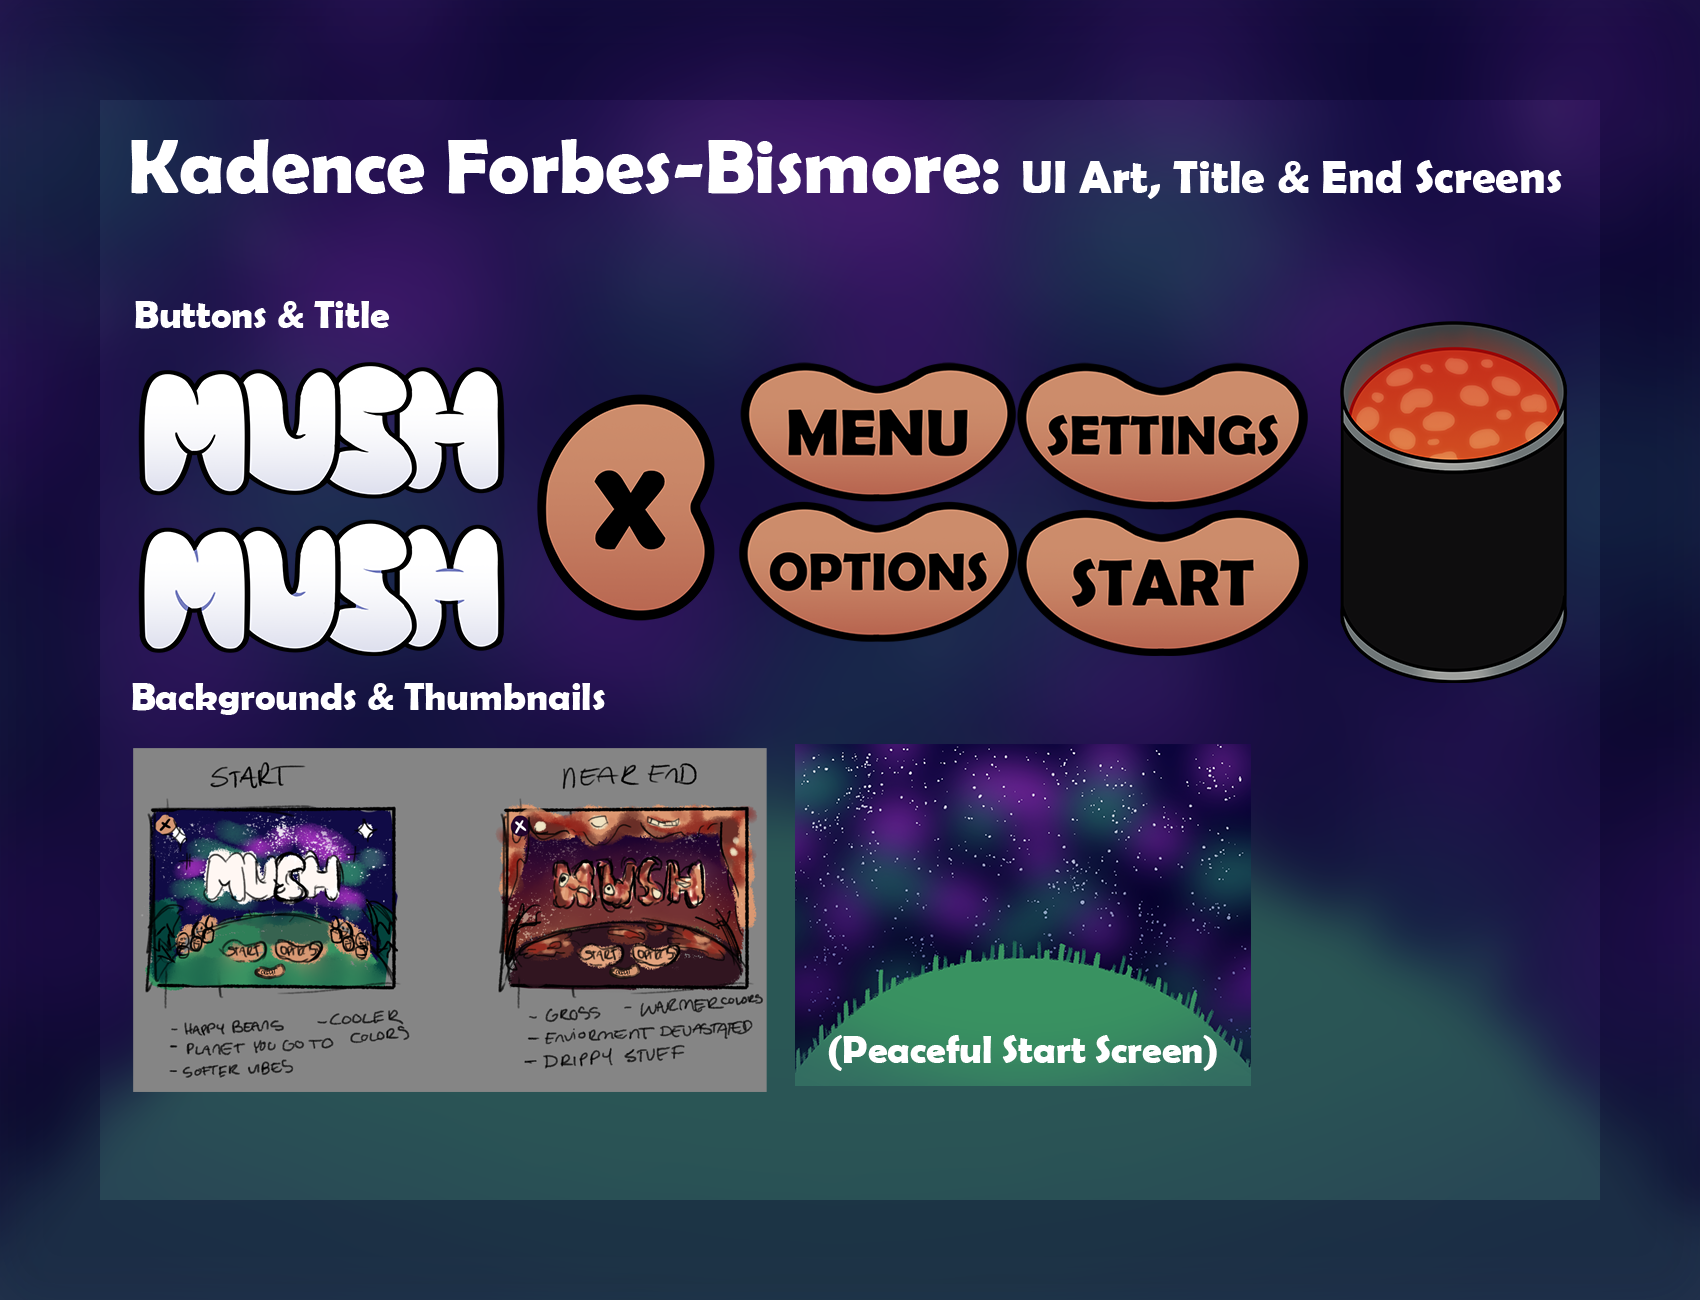 Kadence Forbes-Bismore: UI Art, Title & End Screens
Buttons & Title
MUSH
MUSH
X
MENU
SETTINGS
OPTIONS
START
Backgrounds & Thumbnails
START
NEAR END
X
MUSH
START
OPTIONS
X
MUSH
START
OPTIONS
- HAPPY BEANS
- COOLER COLORS
- PLANET YOU GO TO
- SOFTER VIBES
- GROSS
- WARMER COLORS
- ENVIORMENT DEVASTATED
- DRIPPY STUFF
(Peaceful Start Screen)